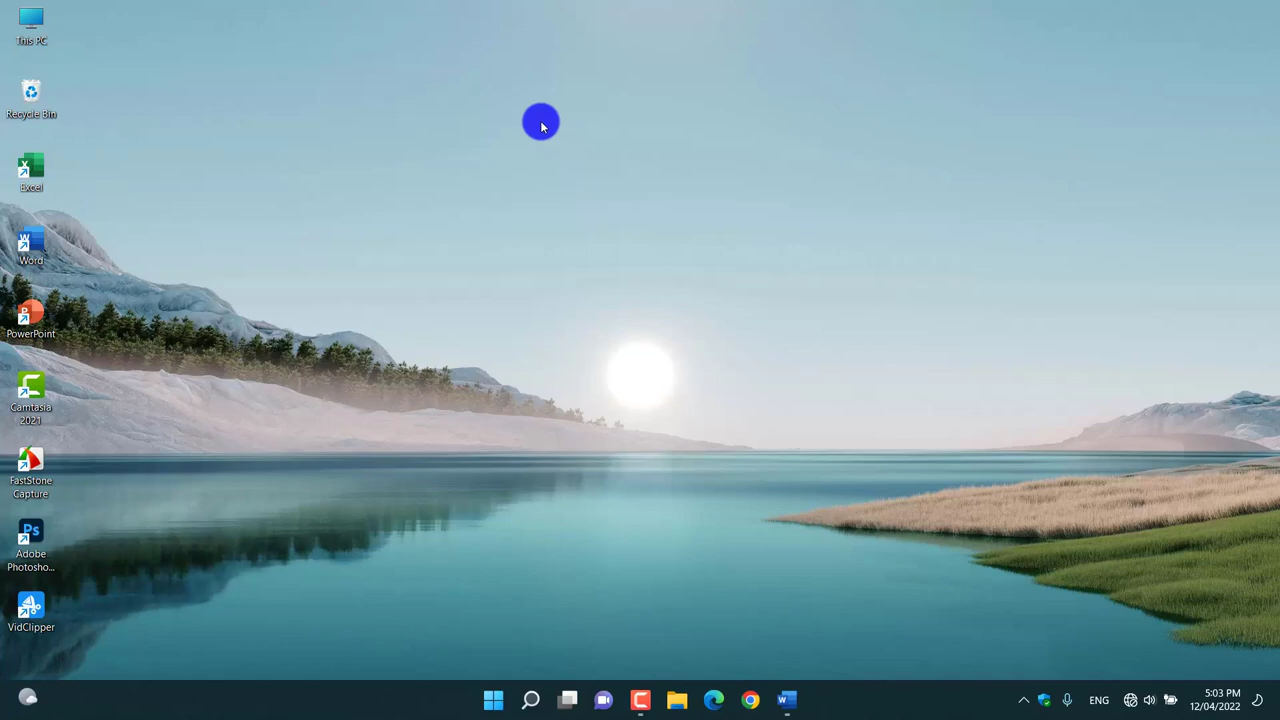 This PC
Recycle Bin
Excel
Word
PowerPoint
Camtasia
2021
FastStone
Capture
Adobe
Photosho...
VidClipper
ENG
5:03 PM
12/04/2022